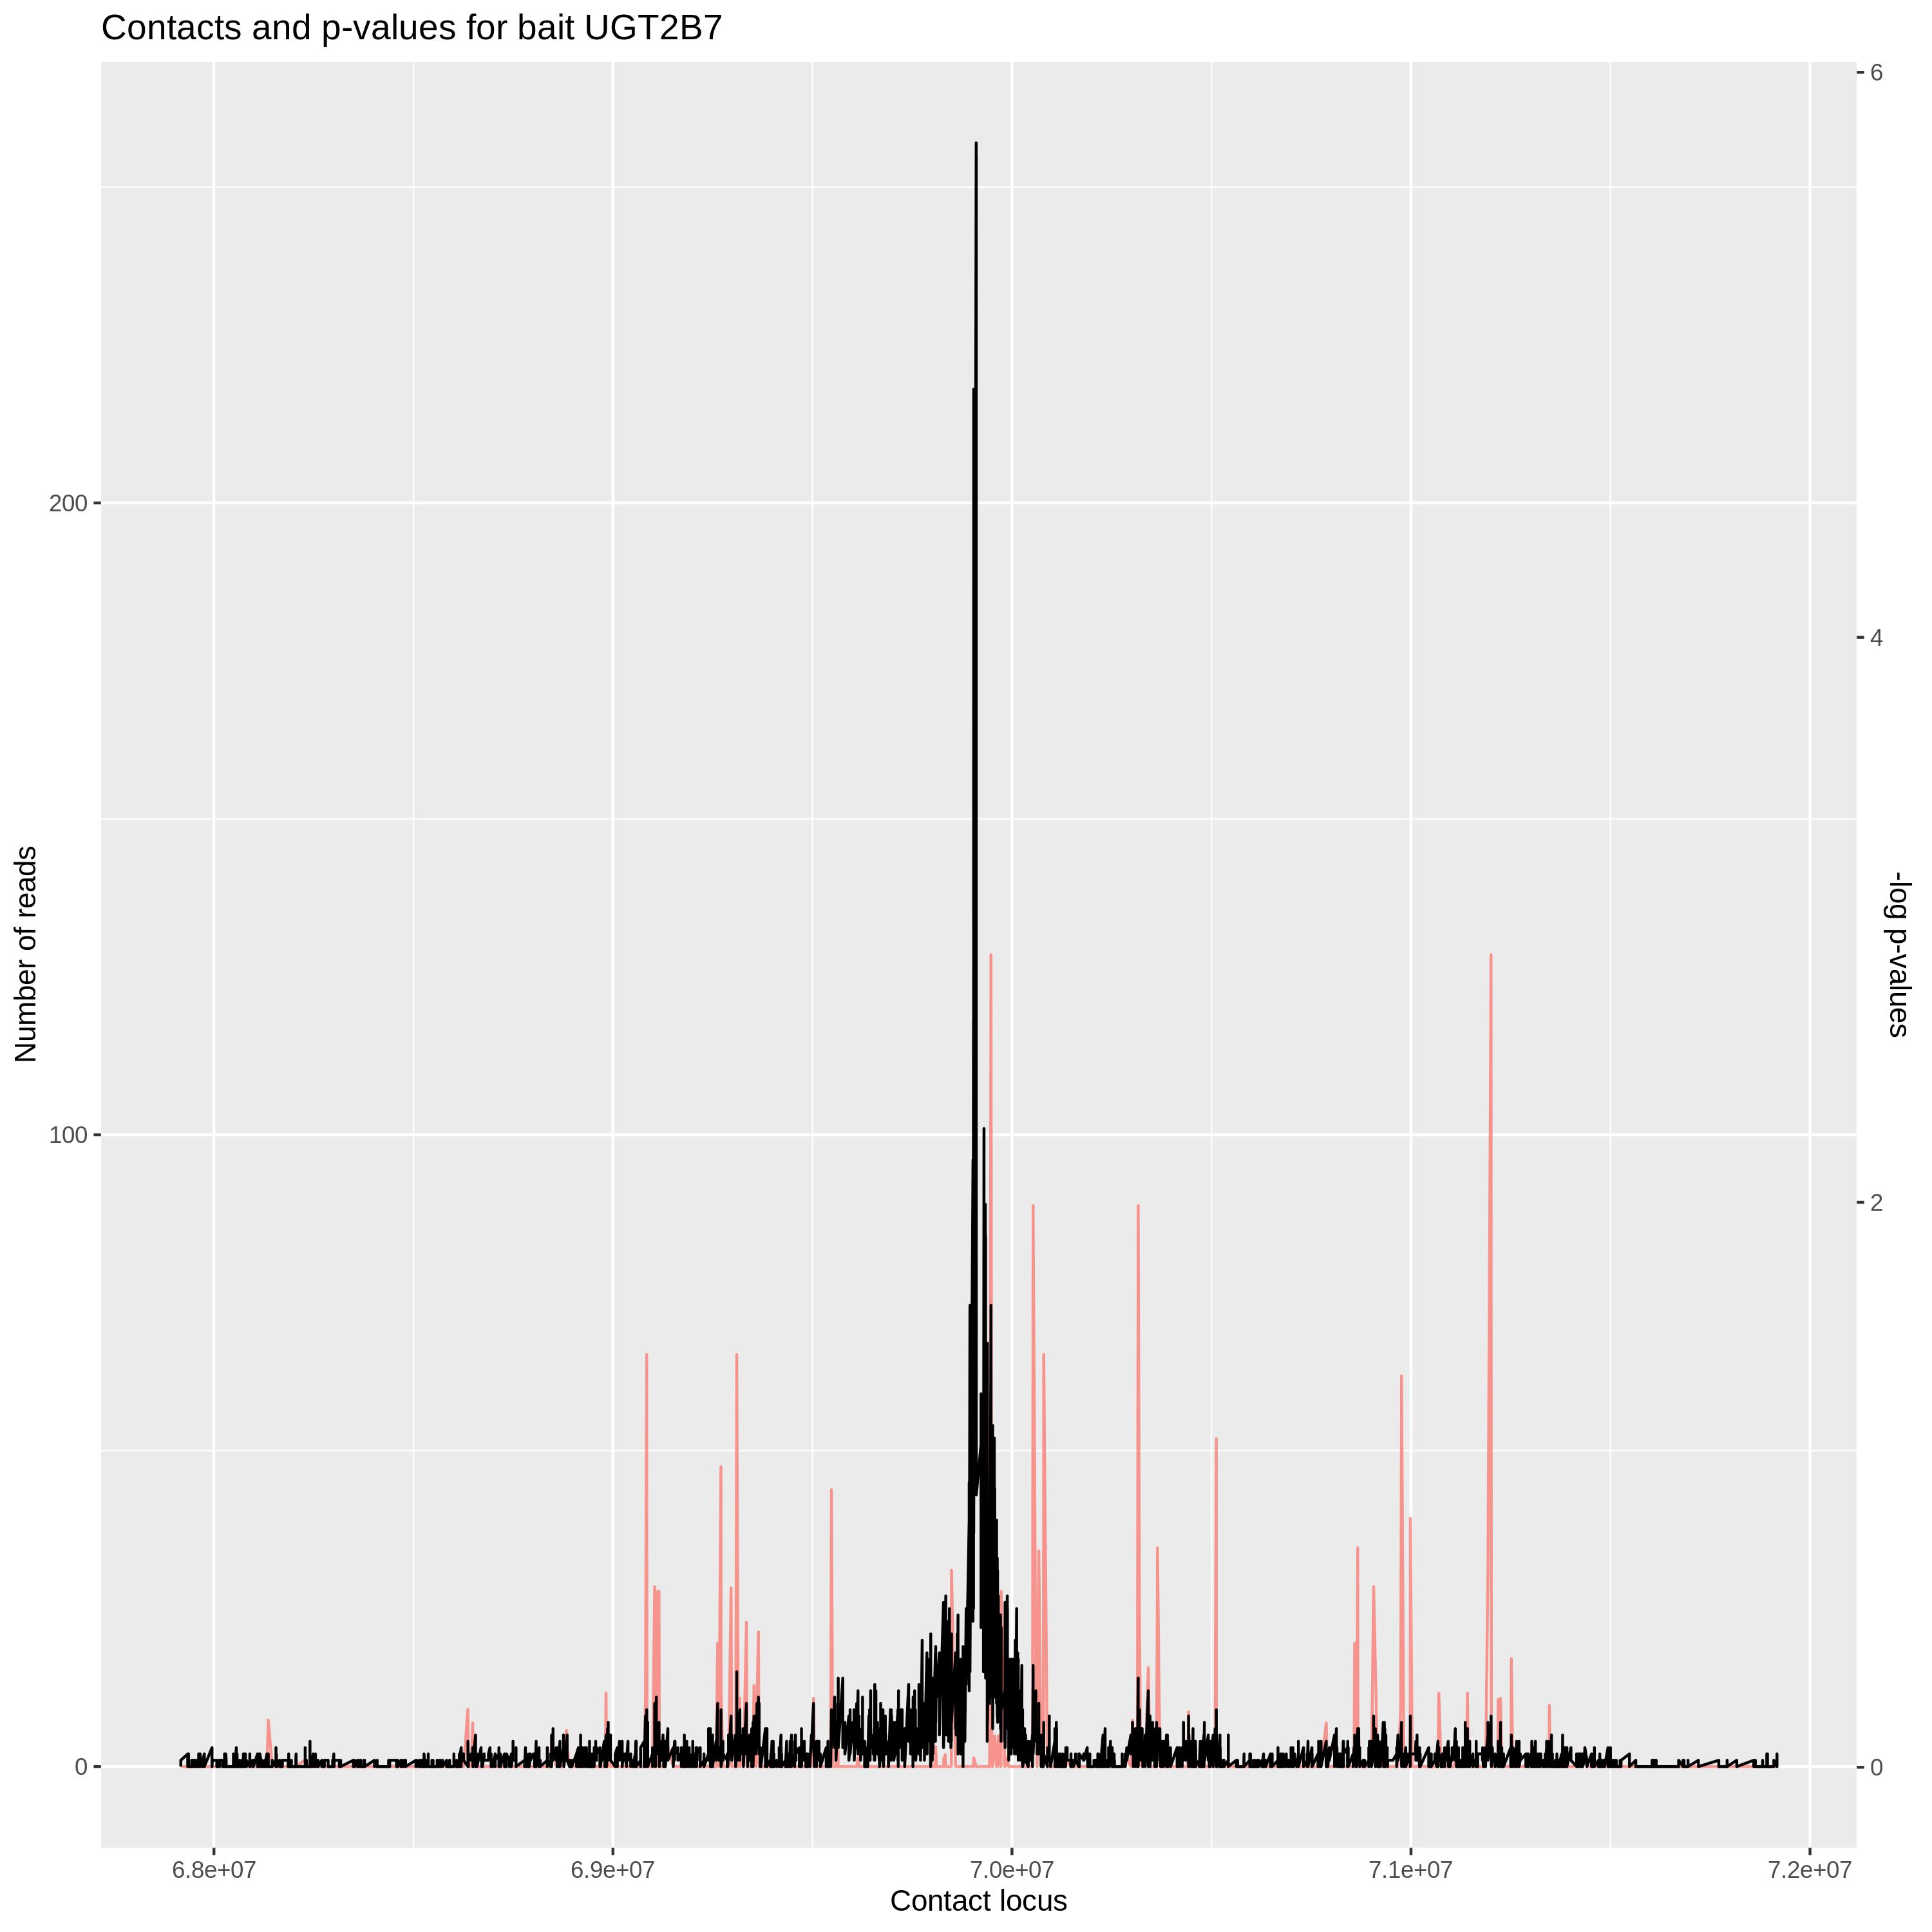 Contacts and p-values for bait UGT2B7
6
200
4
Number of reads
-log p-values
100
2
0
0
6.8e+07
6.9e+07
7.0e+07
7.1e+07
7.2e+07
Contact locus